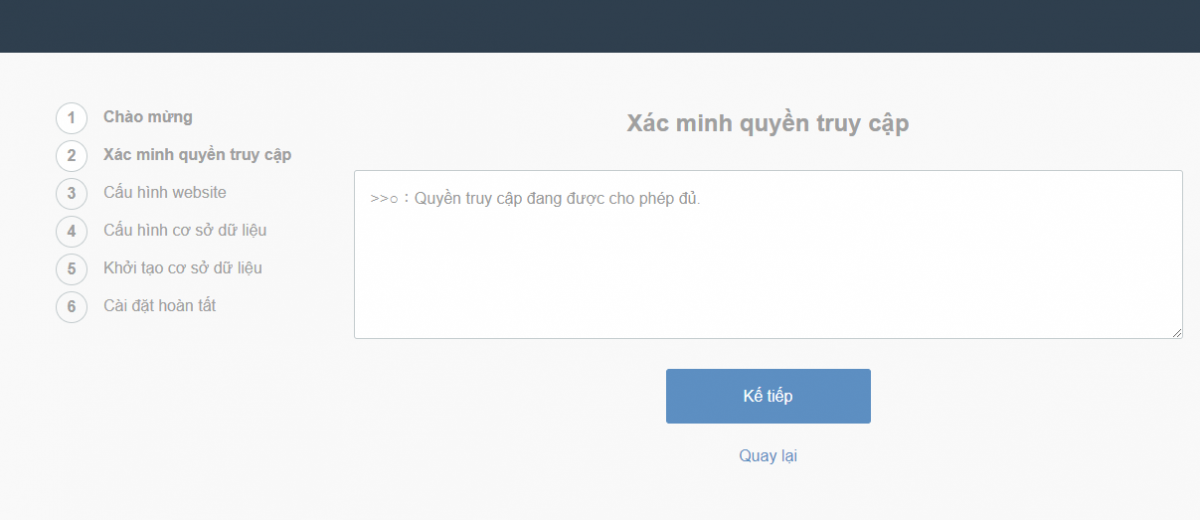 1 Chào mừng
2 Xác minh quyền truy cập
3 Cấu hình website
4 Cấu hình cơ sở dữ liệu
5 Khởi tạo cơ sở dữ liệu
6 Cài đặt hoàn tất
Xác minh quyền truy cập
>>○：Quyền truy cập đang được cho phép đủ.
Kế tiếp
Quay lại